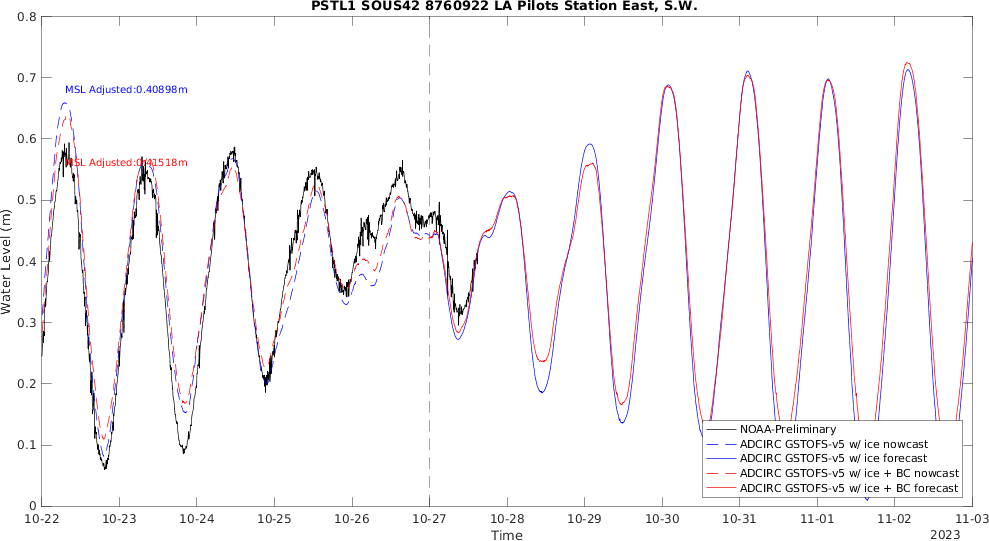 PSTL1 SOUS42 8760922 LA Pilots Station East, S.W.
0.8
0.7
0.6
0.5
0.4
0.3
0.2
0.1
0
Water Level (m)
MSL Adjusted:0.40898m
MSL Adjusted:0.41518m
NOAA-Preliminary
ADCIRC GSTOFS-v5 w/ ice nowcast
ADCIRC GSTOFS-v5 w/ ice forecast
ADCIRC GSTOFS-v5 w/ ice + BC nowcast
ADCIRC GSTOFS-v5 w/ ice + BC forecast
10-22 10-23 10-24 10-25 10-26 10-27 10-28 10-29 10-30 10-31 11-01 11-02 11-03
Time
2023